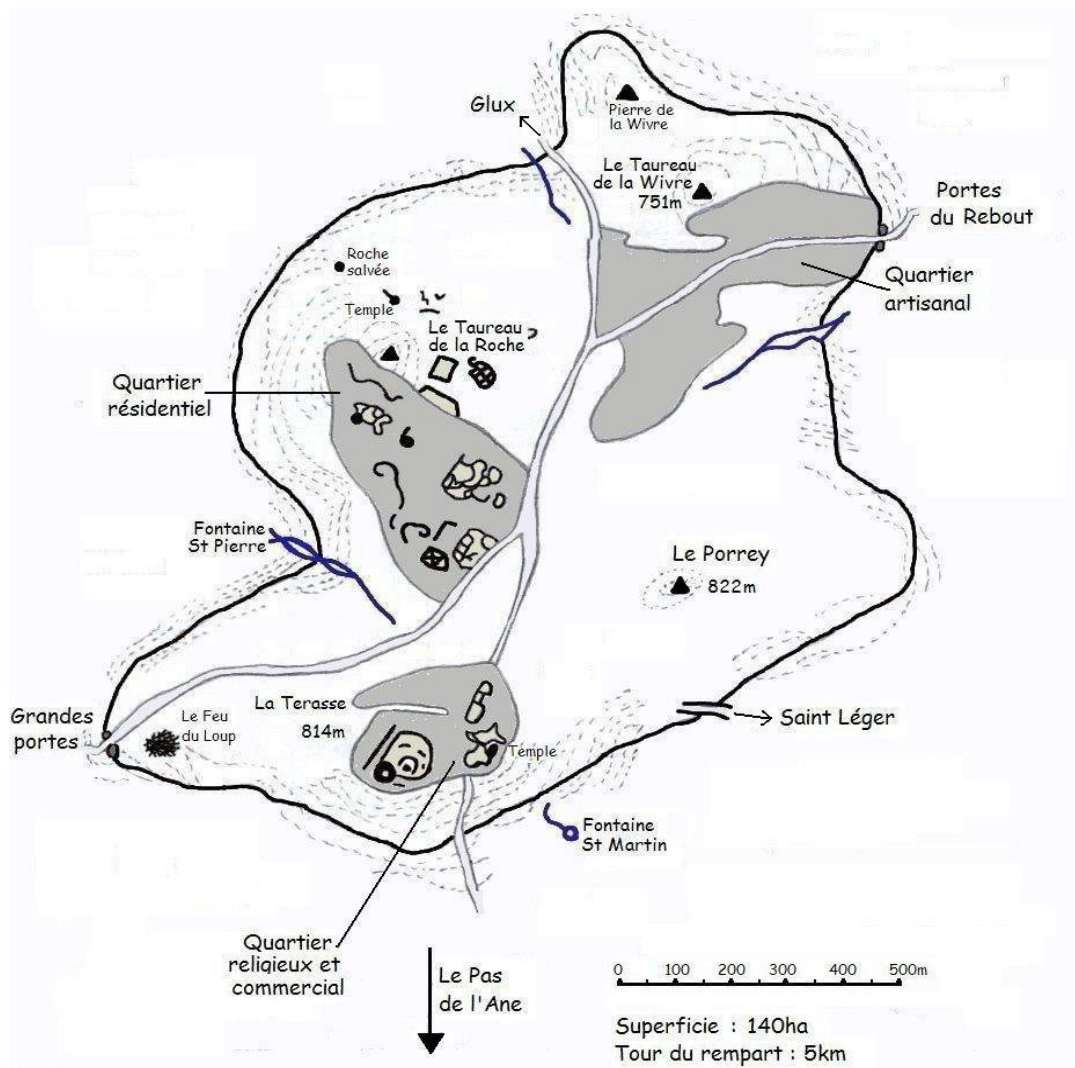 Glux
Pierre de
la Wivre
Le Taureau
de la Wivre
751m
Portes
du Rebout
Roche
salvée
Temple
Le Taureau
de la Roche
Quartier
artisanal
Quartier
résidentiel
Fontaine
St Pierre
Le Porrey
822m
Grandes
portes
Le Feu
du Loup
La Terasse
814m
Temple
Saint Léger
Fontaine
St Martin
Quartier
religieux et
commercial
Le Pas
de l'Ane
0 100 200 300 400 500m
Superficie : 140ha
Tour du rempart : 5km